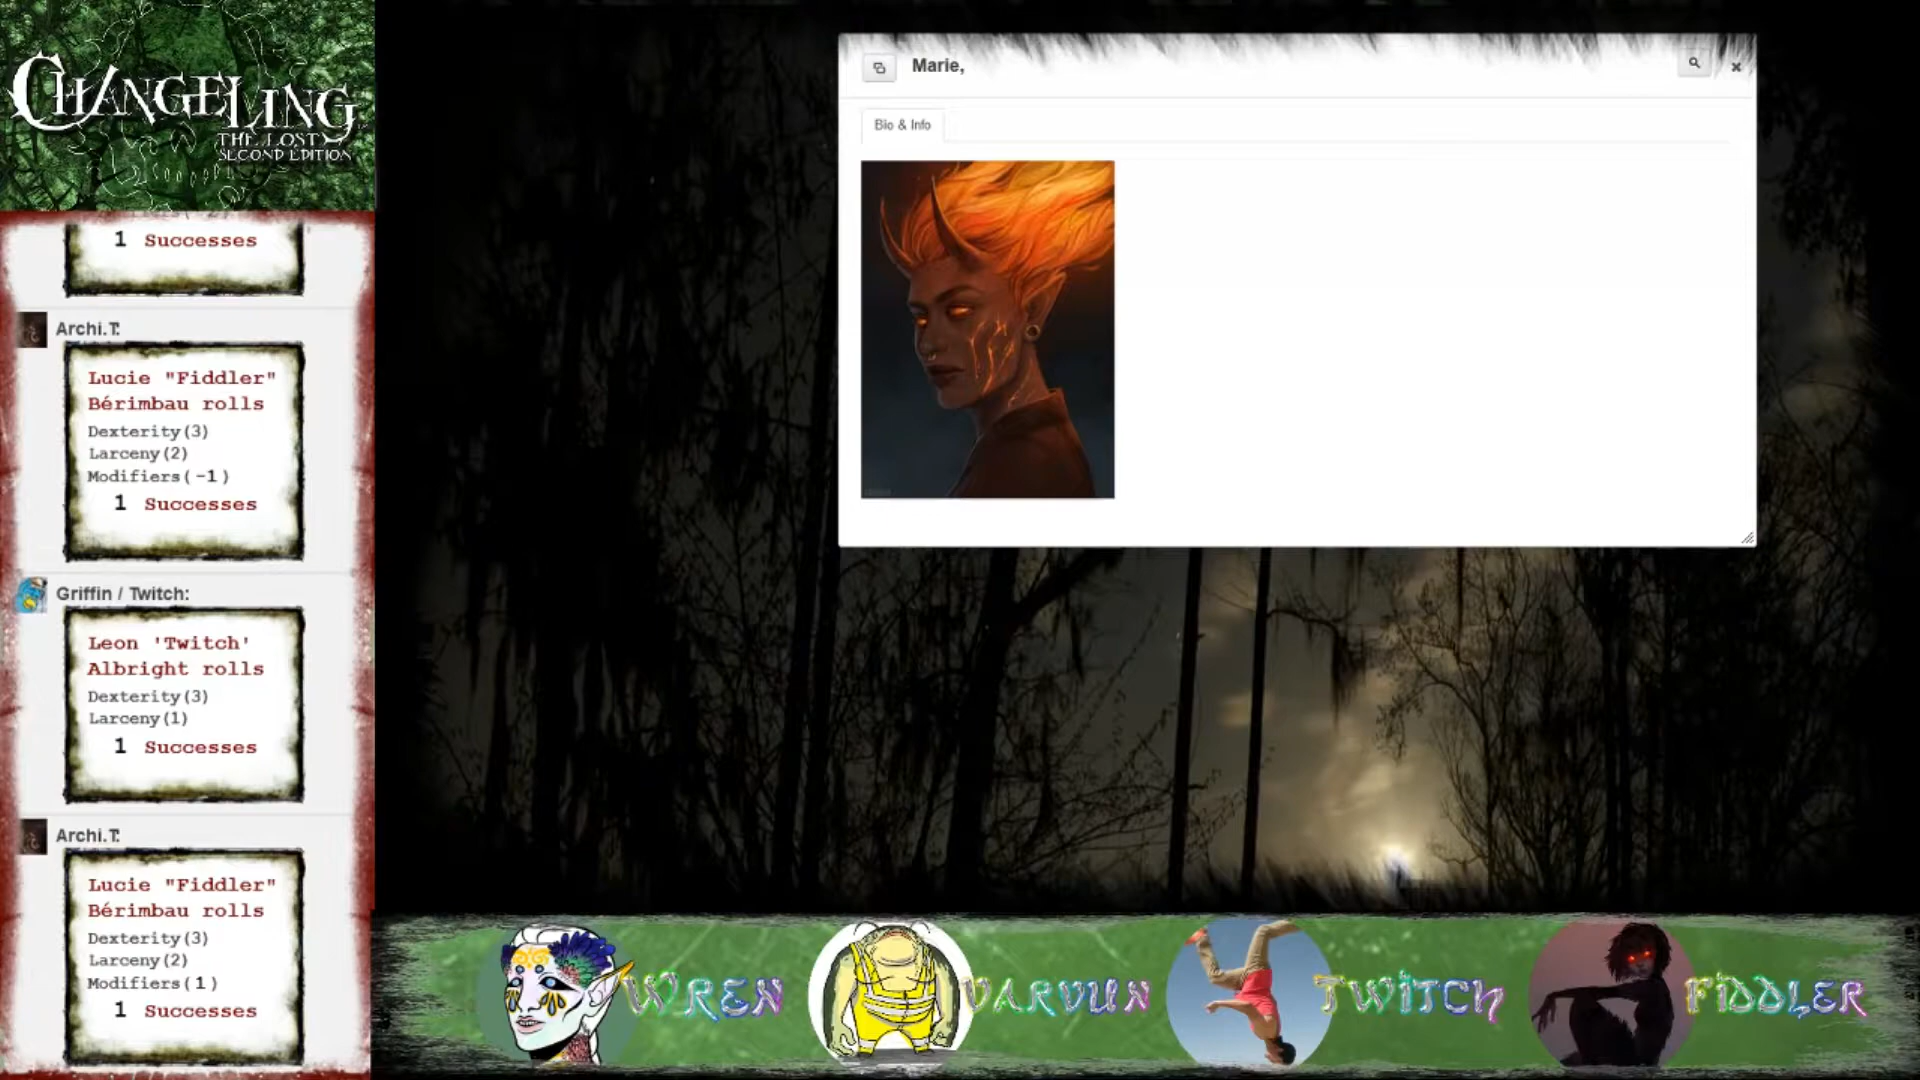 CHANGELING
THE LOST
SECOND EDITION
1 Successes
Archi.T.:
Lucie "Fiddler"
Bérimbau rolls
Dexterity(3)
Larceny(2)
Modifiers(-1)
1 Successes
Griffin / Twitch:
Leon 'Twitch'
Albright rolls
Dexterity(3)
Larceny(1)
1 Successes
Archi.T.:
Lucie "Fiddler"
Bérimbau rolls
Dexterity(3)
Larceny(2)
Modifiers(1)
1 Successes
Marie,
Bio & Info
WREN
VARVUN
TWITCH
FIDDLER